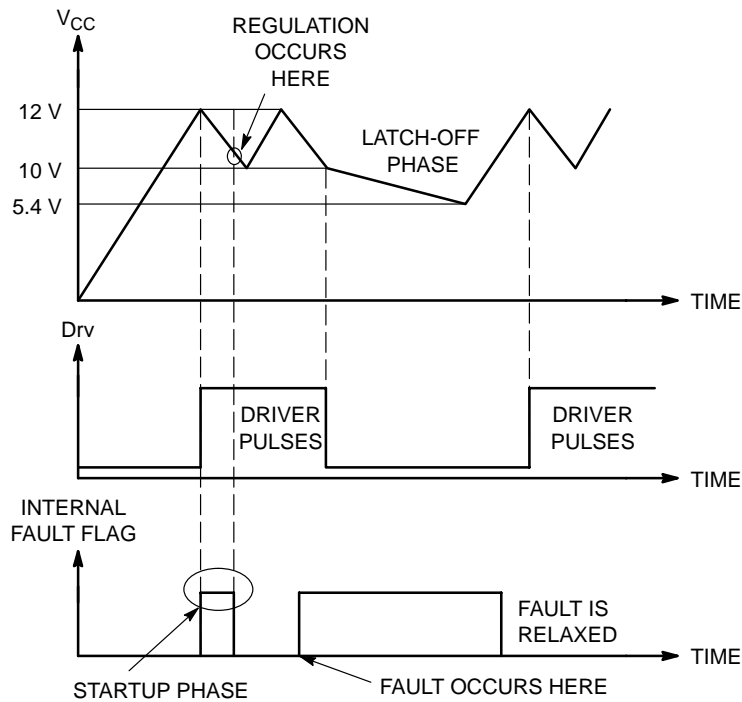 V_CC
REGULATION
OCCURS
HERE
12 V
LATCH-OFF
PHASE
10 V
5.4 V
TIME
Drv
DRIVER
PULSES
DRIVER
PULSES
TIME
INTERNAL
FAULT FLAG
FAULT IS
RELAXED
TIME
STARTUP PHASE
FAULT OCCURS HERE